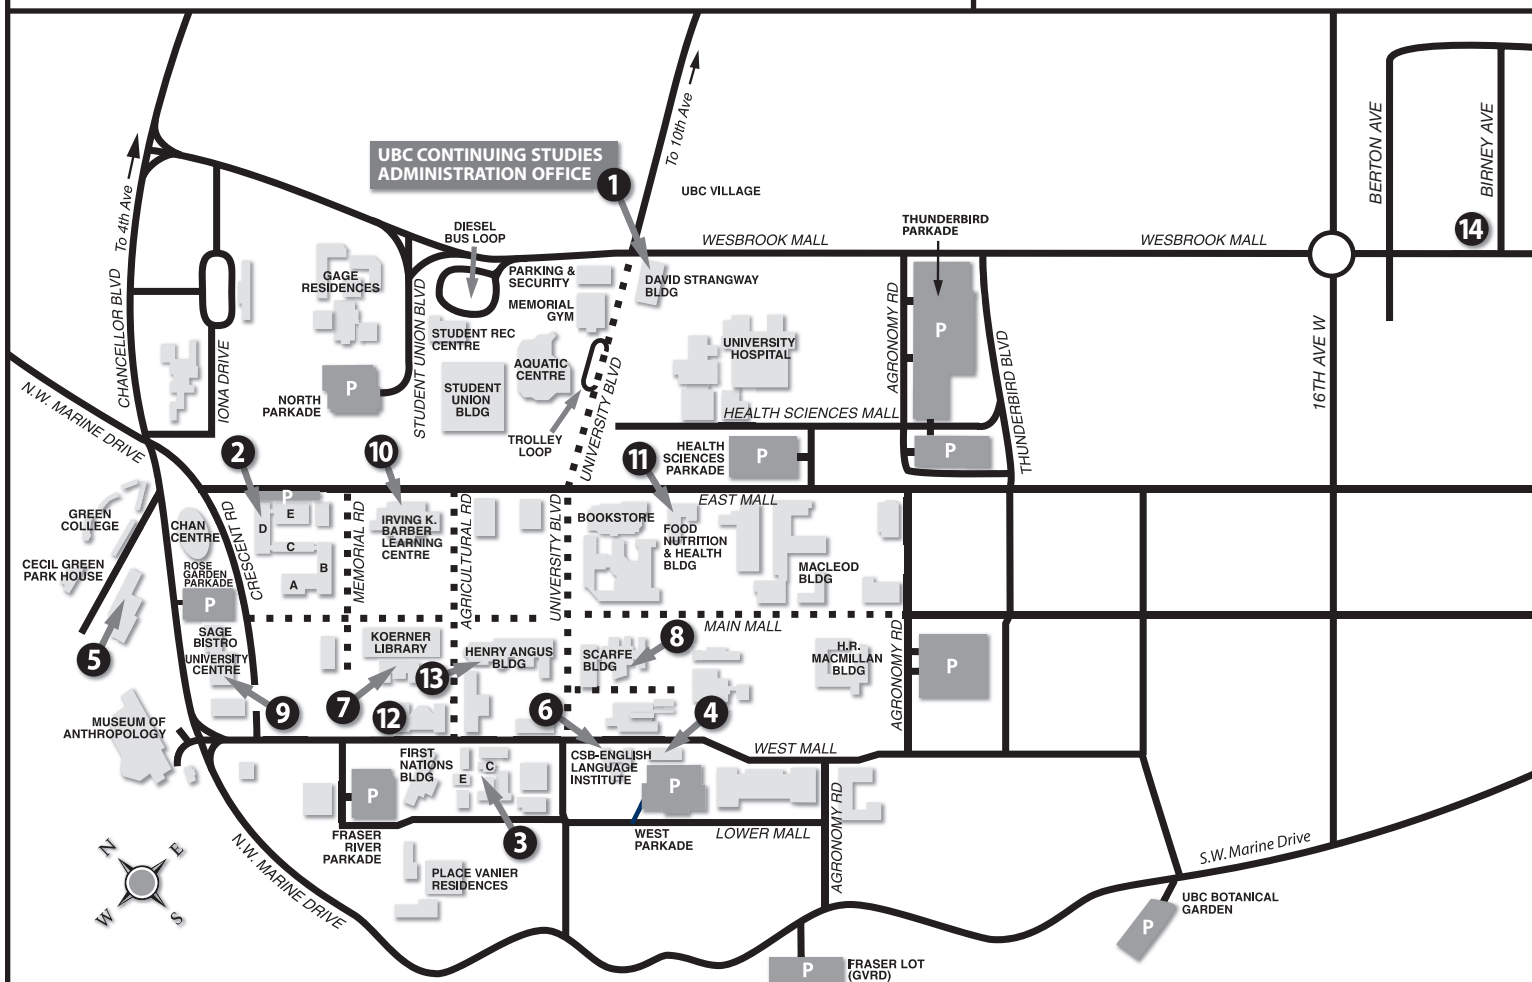 UBC CONTINUING STUDIES
ADMINISTRATION OFFICE
1
To 10th Ave
UBC VILLAGE
To 4th Ave
CHANCELLOR BLVD
DIESEL
BUS LOOP
WESBROOK MALL
THUNDERBIRD
PARKADE
WESBROOK MALL
BERTON AVE
BIRNEY AVE
14
GAGE
RESIDENCES
STUDENT UNION BLVD
PARKING &
SECURITY
MEMORIAL
GYM
DAVID STRANGWAY
BLDG
STUDENT REC
CENTRE
AQUATIC
CENTRE
STUDENT
UNION
BLDG
UNIVERSITY
HOSPITAL
AGRONOMY RD
P
THUNDERBIRD BLVD
16TH AVE W
IONA DRIVE
P
NORTH
PARKADE
TROLLEY
LOOP
UNIVERSITY BLVD
HEALTH SCIENCES MALL
HEALTH
SCIENCES
PARKADE
P
P
N.W. MARINE DRIVE
2
10
11
EAST MALL
GREEN
COLLEGE
CHAN
CENTRE
CRESCENT RD
P
E
D
C
B
A
MEMORIAL RD
IRVING K.
BARBER
LEARNING
CENTRE
AGRICULTURAL RD
UNIVERSITY BLVD
BOOKSTORE
FOOD
NUTRITION
& HEALTH
BLDG
MACLEOD
BLDG
CECIL GREEN
PARK HOUSE
ROSE
GARDEN
PARKADE
P
MAIN MALL
5
SAGE
BISTRO
UNIVERSITY
CENTRE
KOERNER
LIBRARY
HENRY ANGUS
BLDG
SCARFE
BLDG
8
H.R.
MACMILLAN
BLDG
AGRONOMY RD
P
9
7
13
12
6
4
MUSEUM OF
ANTHROPOLOGY
WEST MALL
FIRST
NATIONS
BLDG
E
C
CSB-ENGLISH
LANGUAGE
INSTITUTE
P
P
FRASER
RIVER
PARKADE
3
WEST
PARKADE
LOWER MALL
AGRONOMY RD
S.W. Marine Drive
N
E
W
S
N.W. MARINE DRIVE
PLACE VANIER
RESIDENCES
UBC BOTANICAL
GARDEN
P
P
FRASER LOT
(GVRD)